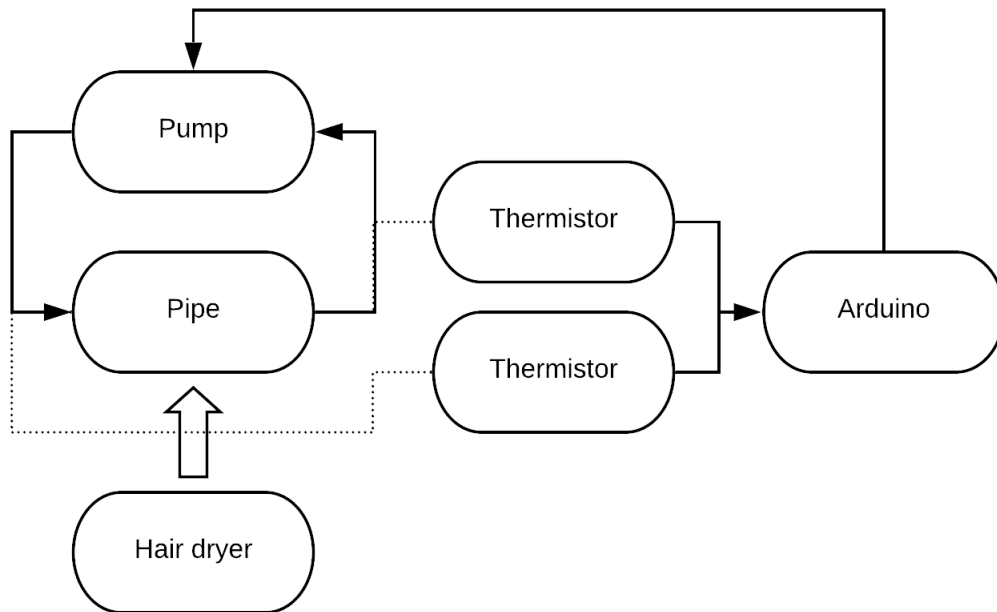 Pump
Thermistor
Pipe
Arduino
Thermistor
Hair dryer